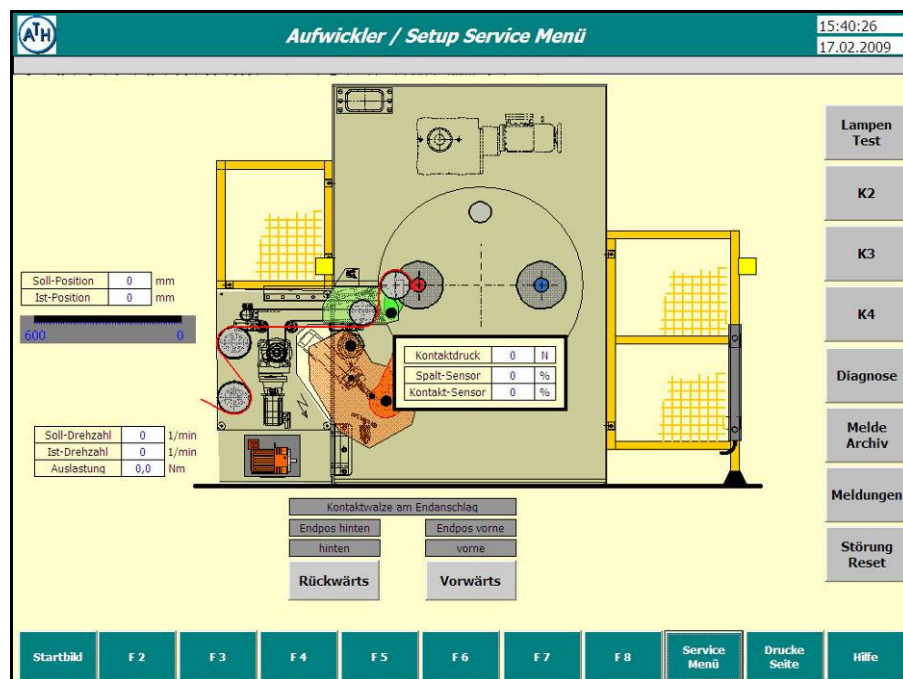 ATH
Aufwickler / Setup Service Menü
15:40:26
17.02.2009
Lampen
Test
K2
K3
K4
Diagnose
Melde
Archiv
Meldungen
Störung
Reset
Soll-Position 0 mm
Ist-Position 0 mm
600 0
Kontaktdruck 0 N
Spalt-Sensor 0 %
Kontakt-Sensor 0 %
Soll-Drehzahl 0 1/min
Ist-Drehzahl 0 1/min
Auslastung 0,0 Nm
Kontaktwalze am Endanschlag
Endpos hinten Endpos vorne
hinten vorne
Rückwärts Vorwärts
Startbild F 2 F 3 F 4 F 5 F 6 F 7 F 8 Service Menü Drucke Seite Hilfe